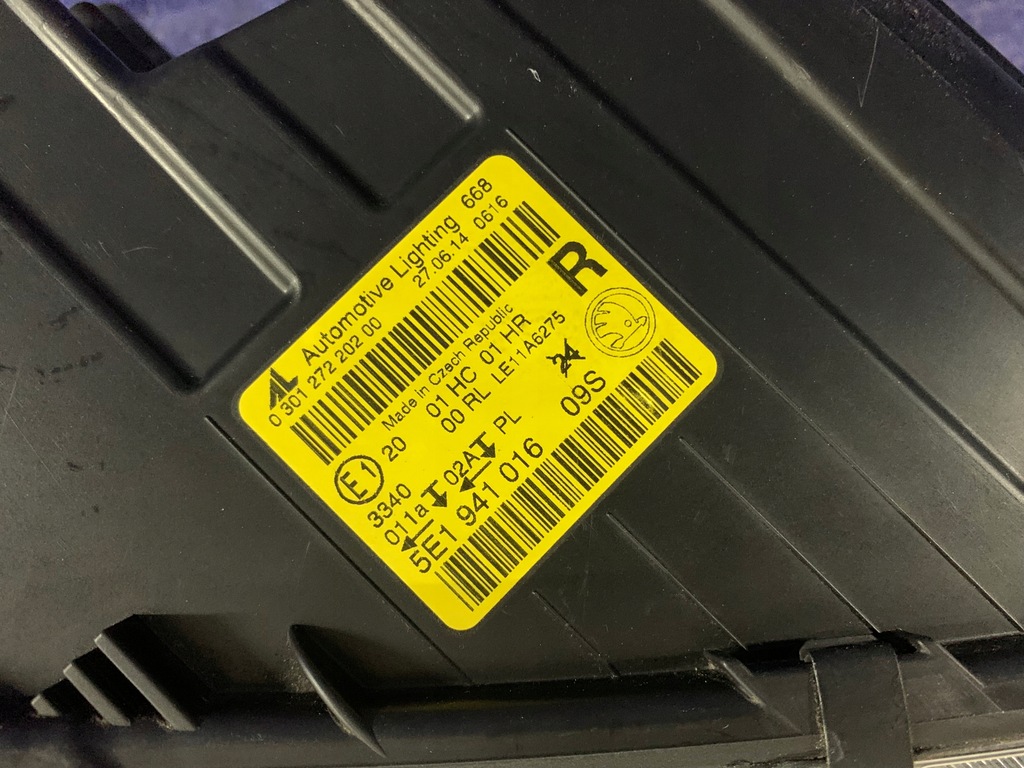 AL Automotive Lighting 668
0 301 272 202 00 27.06.14 0616
Made in Czech Republic
R
E1 20 01 HC 01 HR
00 RL LE11A6275
3340
011a 02A PL 24
5E1 941 016 09S